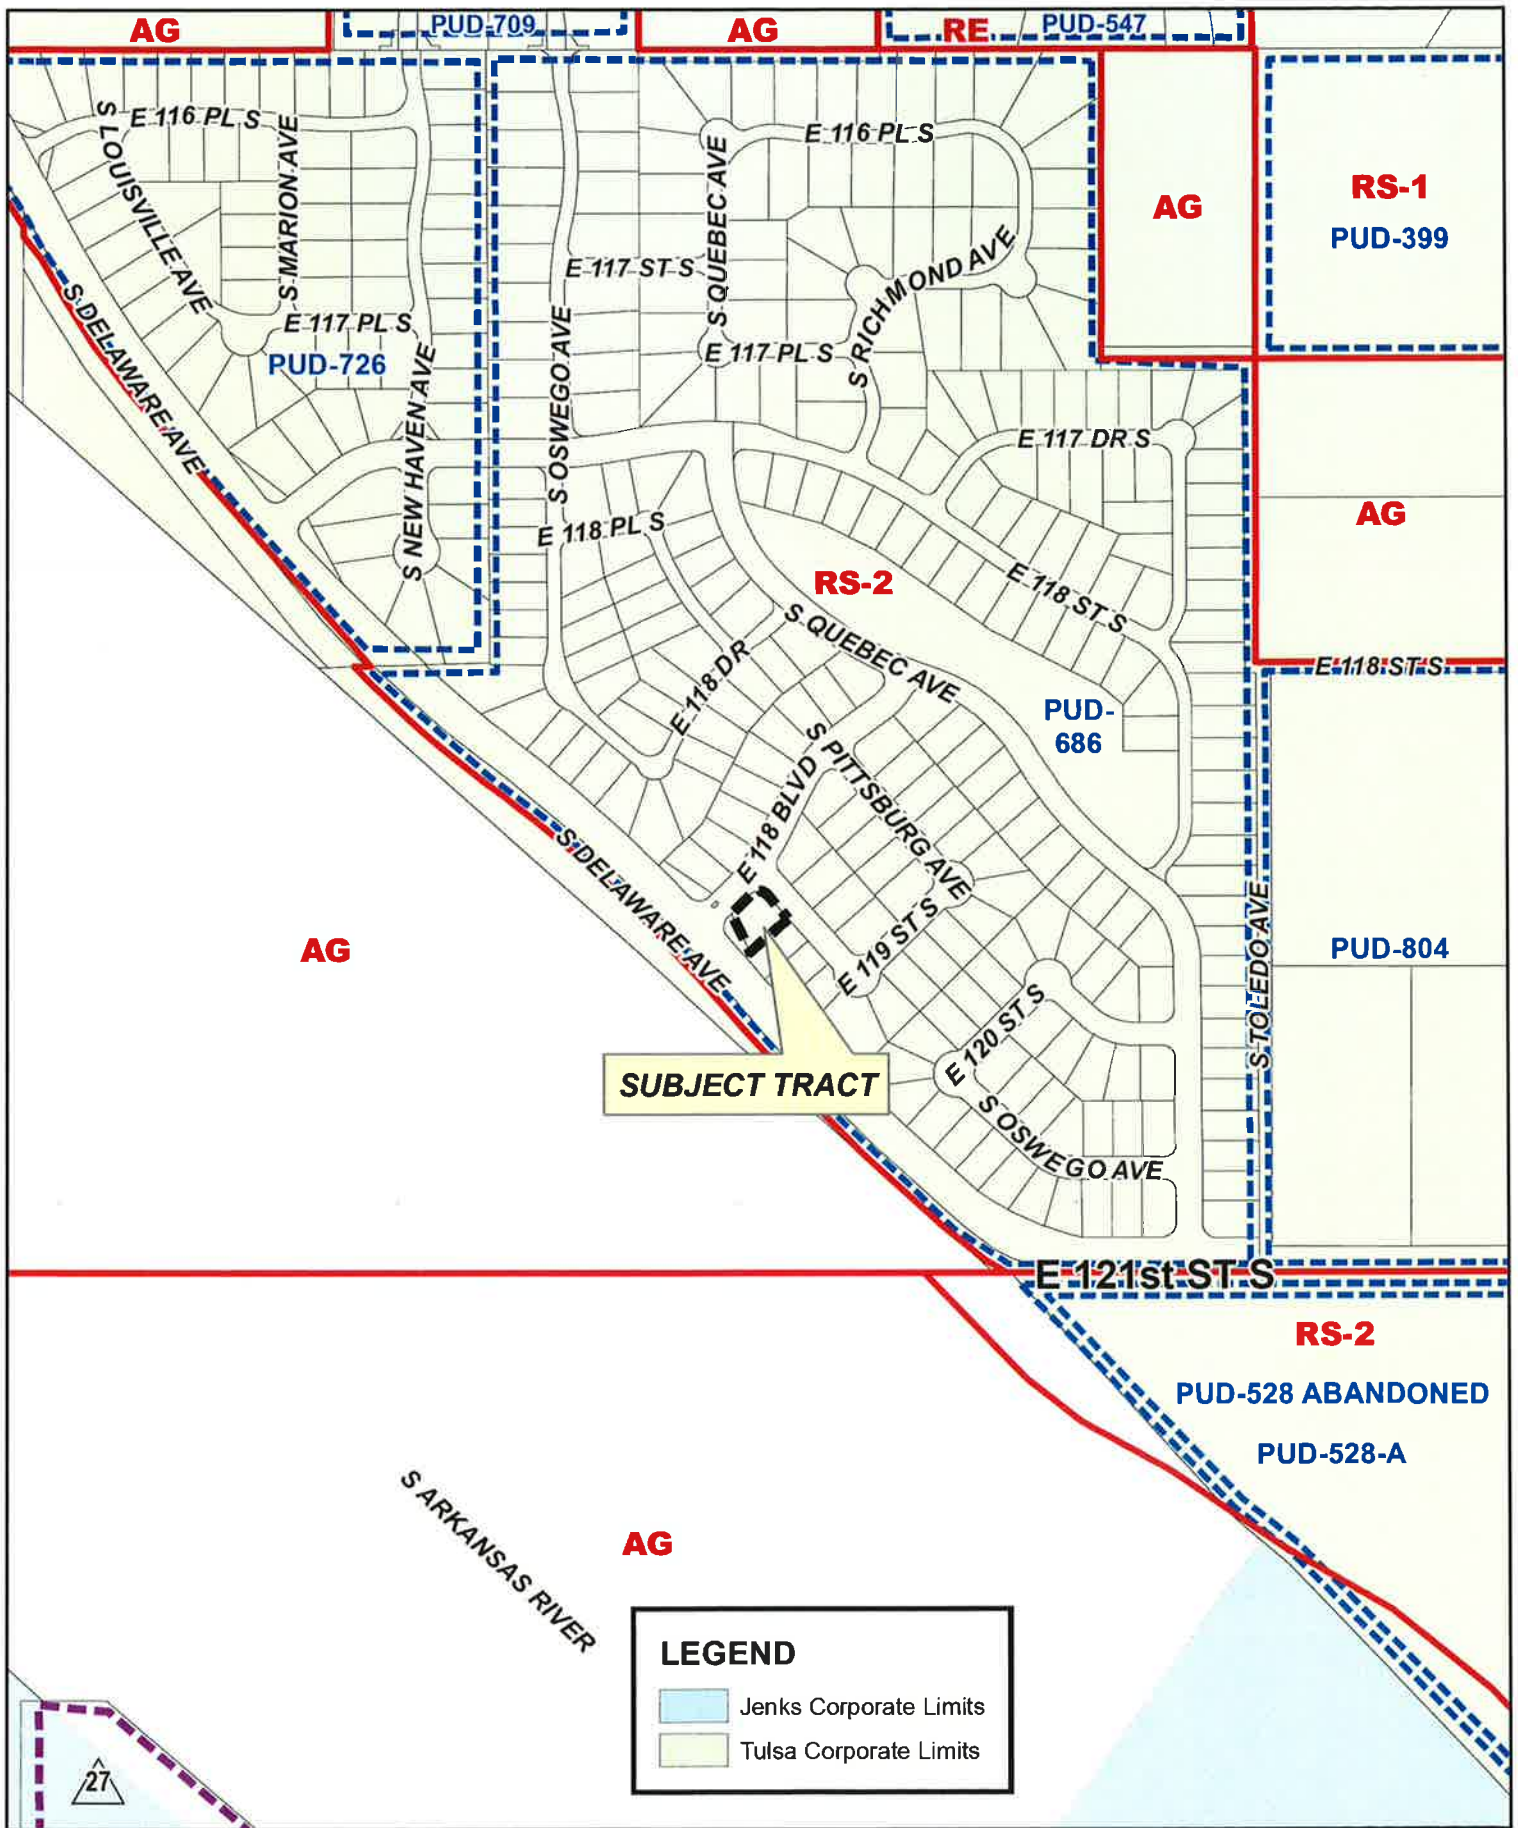 AG
PUD-709
AG
RE
PUD-547
E 116 PL S
S LOUISVILLE AVE
S MARION AVE
E 116 PL S
S QUEBEC AVE
AG
RS-1
PUD-399
S DELAWARE AVE
E 117 PL S
PUD-726
S NEW HAVEN AVE
S OSWEGO AVE
E 117 ST S
S RICHMOND AVE
E 117 PL S
E 117 DR S
AG
E 118 PL S
RS-2
E 118 ST S
S QUEBEC AVE
E 118 DR
E 118 ST S
PUD-
686
S PITTSBURG AVE
E 118 BLVD
S DELAWARE AVE
E 119 ST S
S TOLEDO AVE
PUD-804
AG
E 120 ST S
SUBJECT TRACT
S OSWEGO AVE
E 121st ST S
RS-2
PUD-528 ABANDONED
PUD-528-A
S ARKANSAS RIVER
AG
LEGEND
Jenks Corporate Limits
Tulsa Corporate Limits
27